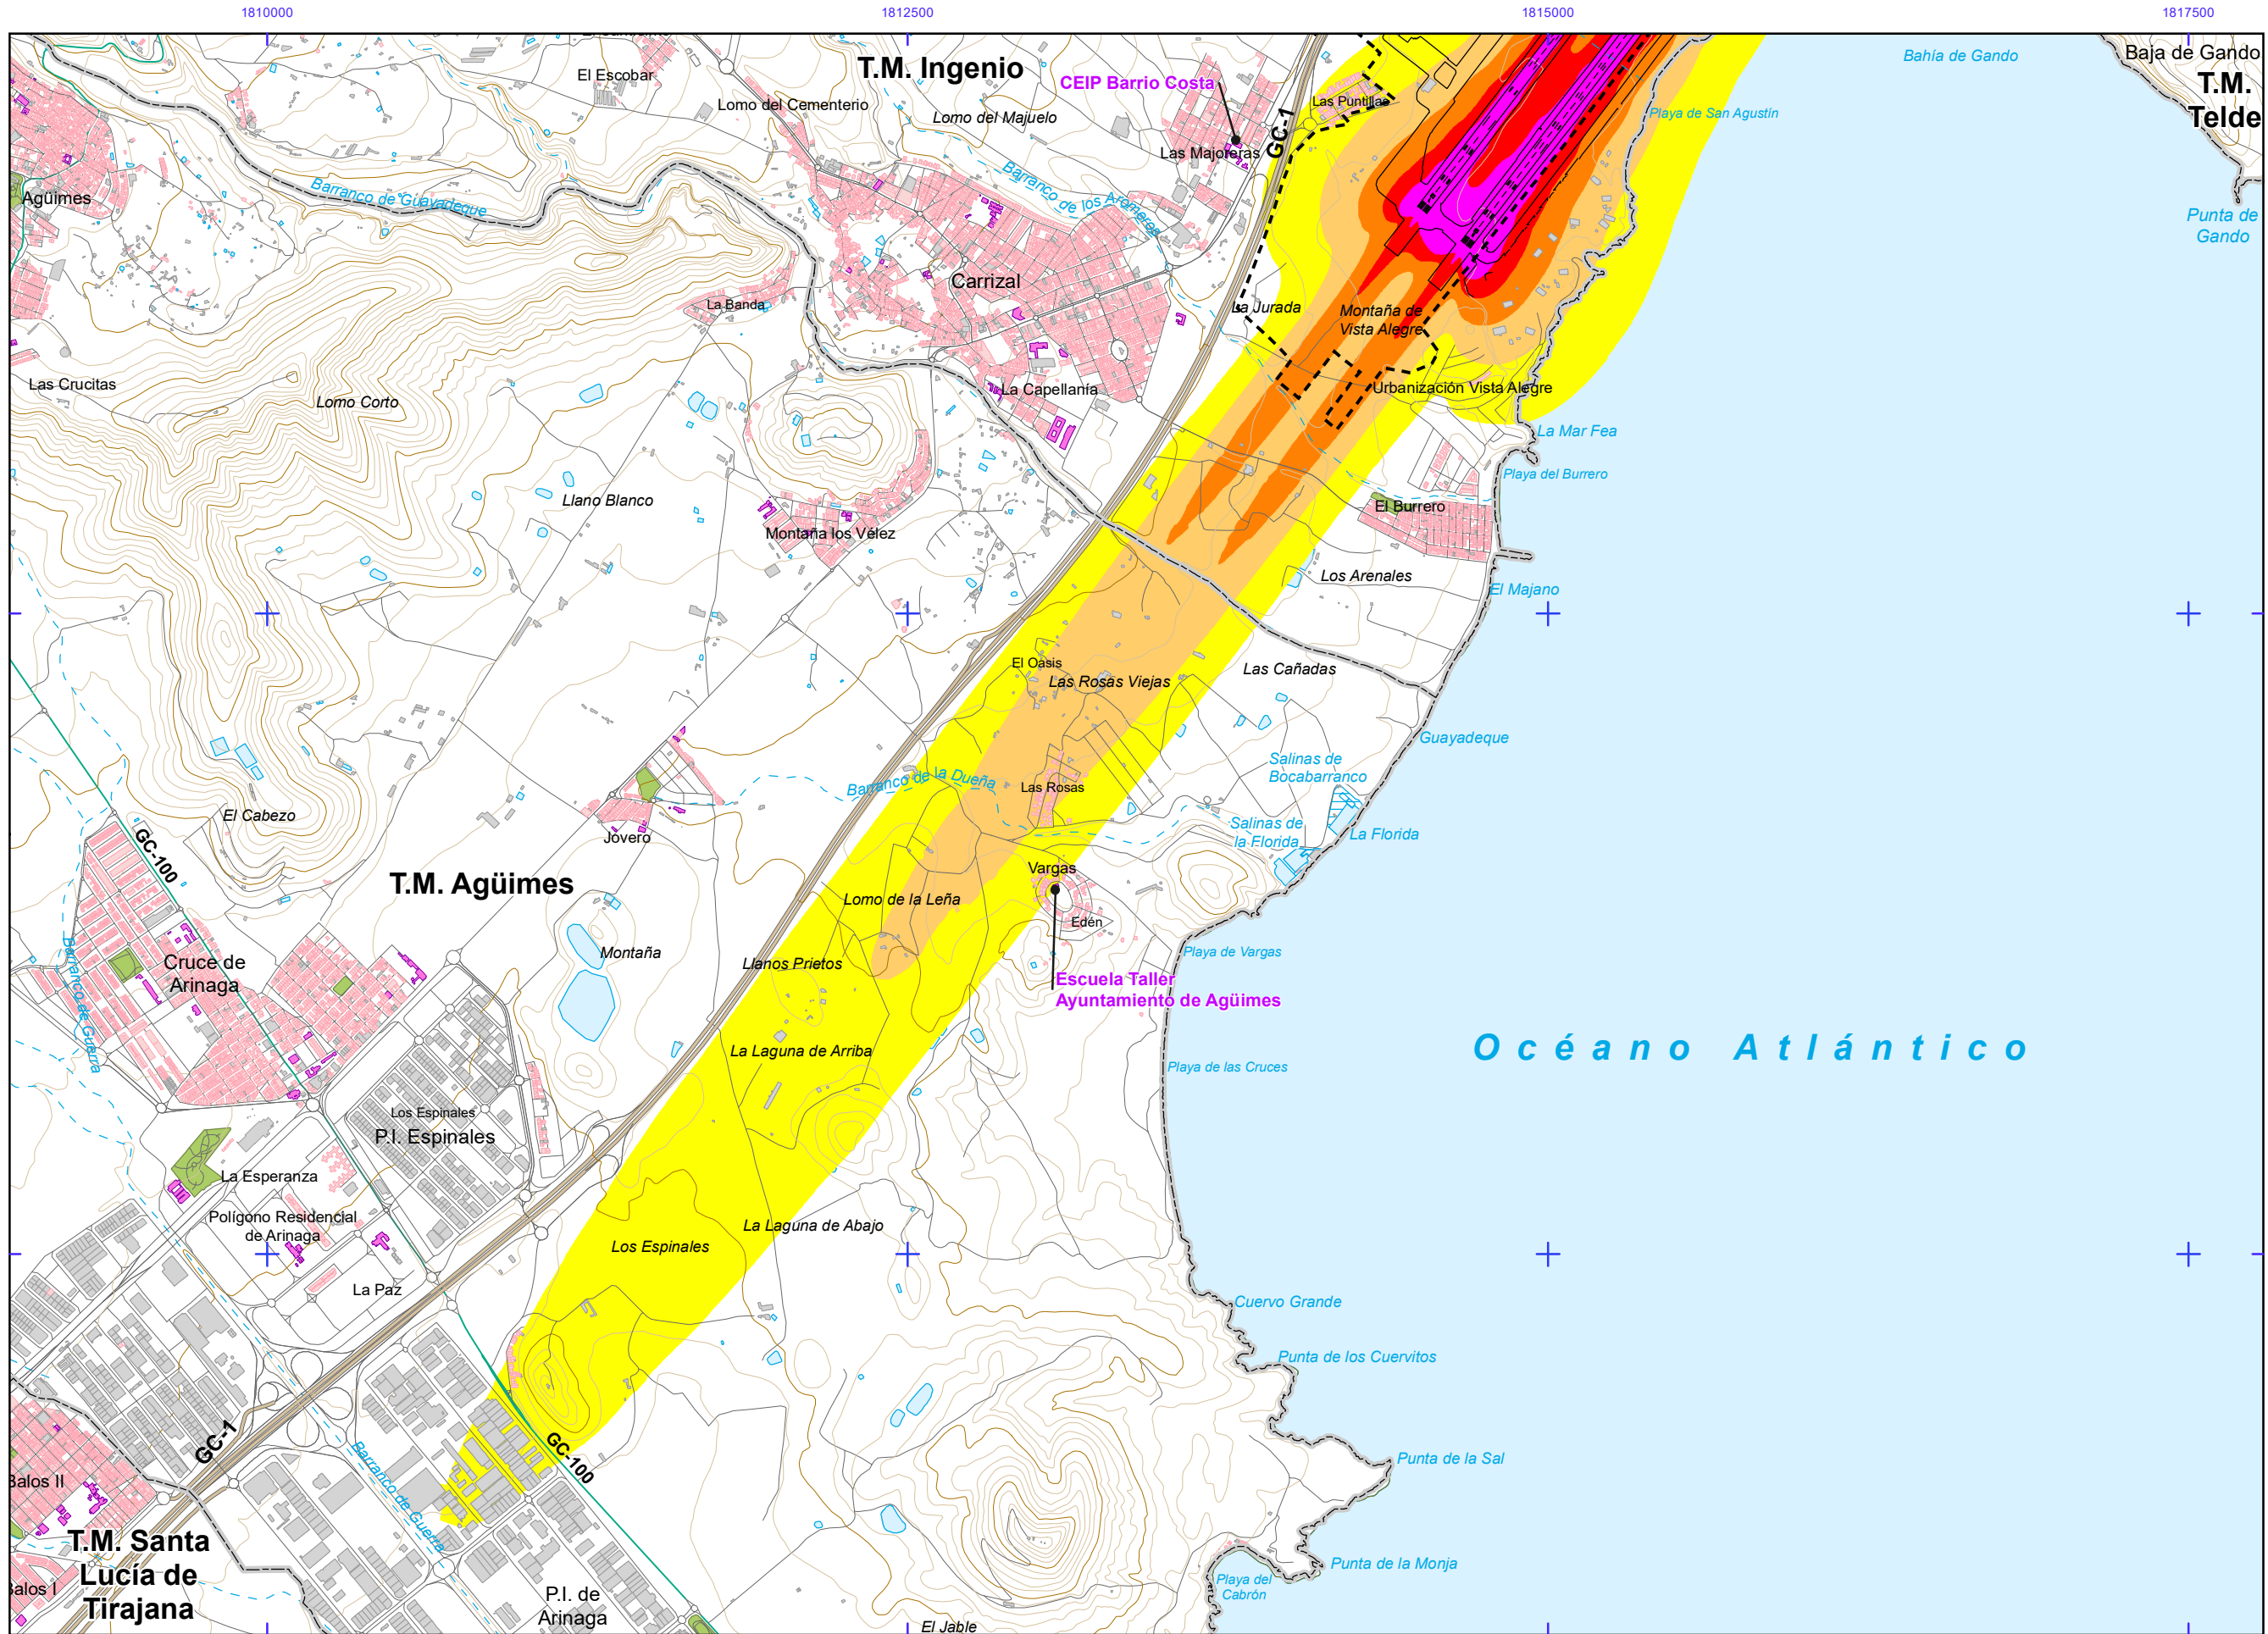 1810000
1812500
1815000
1817500
El Escobar
T.M. Ingenio
CEIP Barrio Costa
Bahía de Gando
Baja de Gando
T.M.
Telde
Lomo del Cementerio
Lomo del Majuelo
Las Puntillas
Playa de San Agustín
GC-1
Las Majoreras
Agüimes
Barranco de Guayadeque
Barranco de los Aromeros
Punta de
Gando
Carrizal
La Banda
La Jurada
Montaña de
Vista Alegre
Las Crucitas
Lomo Corto
La Capellanía
Urbanización Vista Alegre
La Mar Fea
Playa del Burrero
Llano Blanco
El Burrero
Montaña los Vélez
Los Arenales
El Majano
El Oasis
Las Rosas Viejas
Las Cañadas
Guayadeque
Salinas de
Bocabarranco
Barranco de la Dueña
Las Rosas
El Cabezo
Jovero
Salinas de
la Florida
La Florida
GC-100
T.M. Agüimes
Vargas
Lomo de la Leña
Edén
Montaña
Llanos Prietos
Playa de Vargas
Cruce de
Arinaga
Barranco de Guerra
Escuela Taller
Ayuntamiento de Agüimes
Océano Atlántico
La Laguna de Arriba
Playa de las Cruces
Los Espinales
P.I. Espinales
La Esperanza
Polígono Residencial
de Arinaga
La Laguna de Abajo
Los Espinales
La Paz
Cuervo Grande
Punta de los Cuervitos
GC-1
GC-100
Barranco de Guerra
Punta de la Sal
Balos II
T.M. Santa
Lucía de
Tirajana
Balos I
P.I. de
Arinaga
Punta de la Monja
Playa del
Cabrón
El Jable